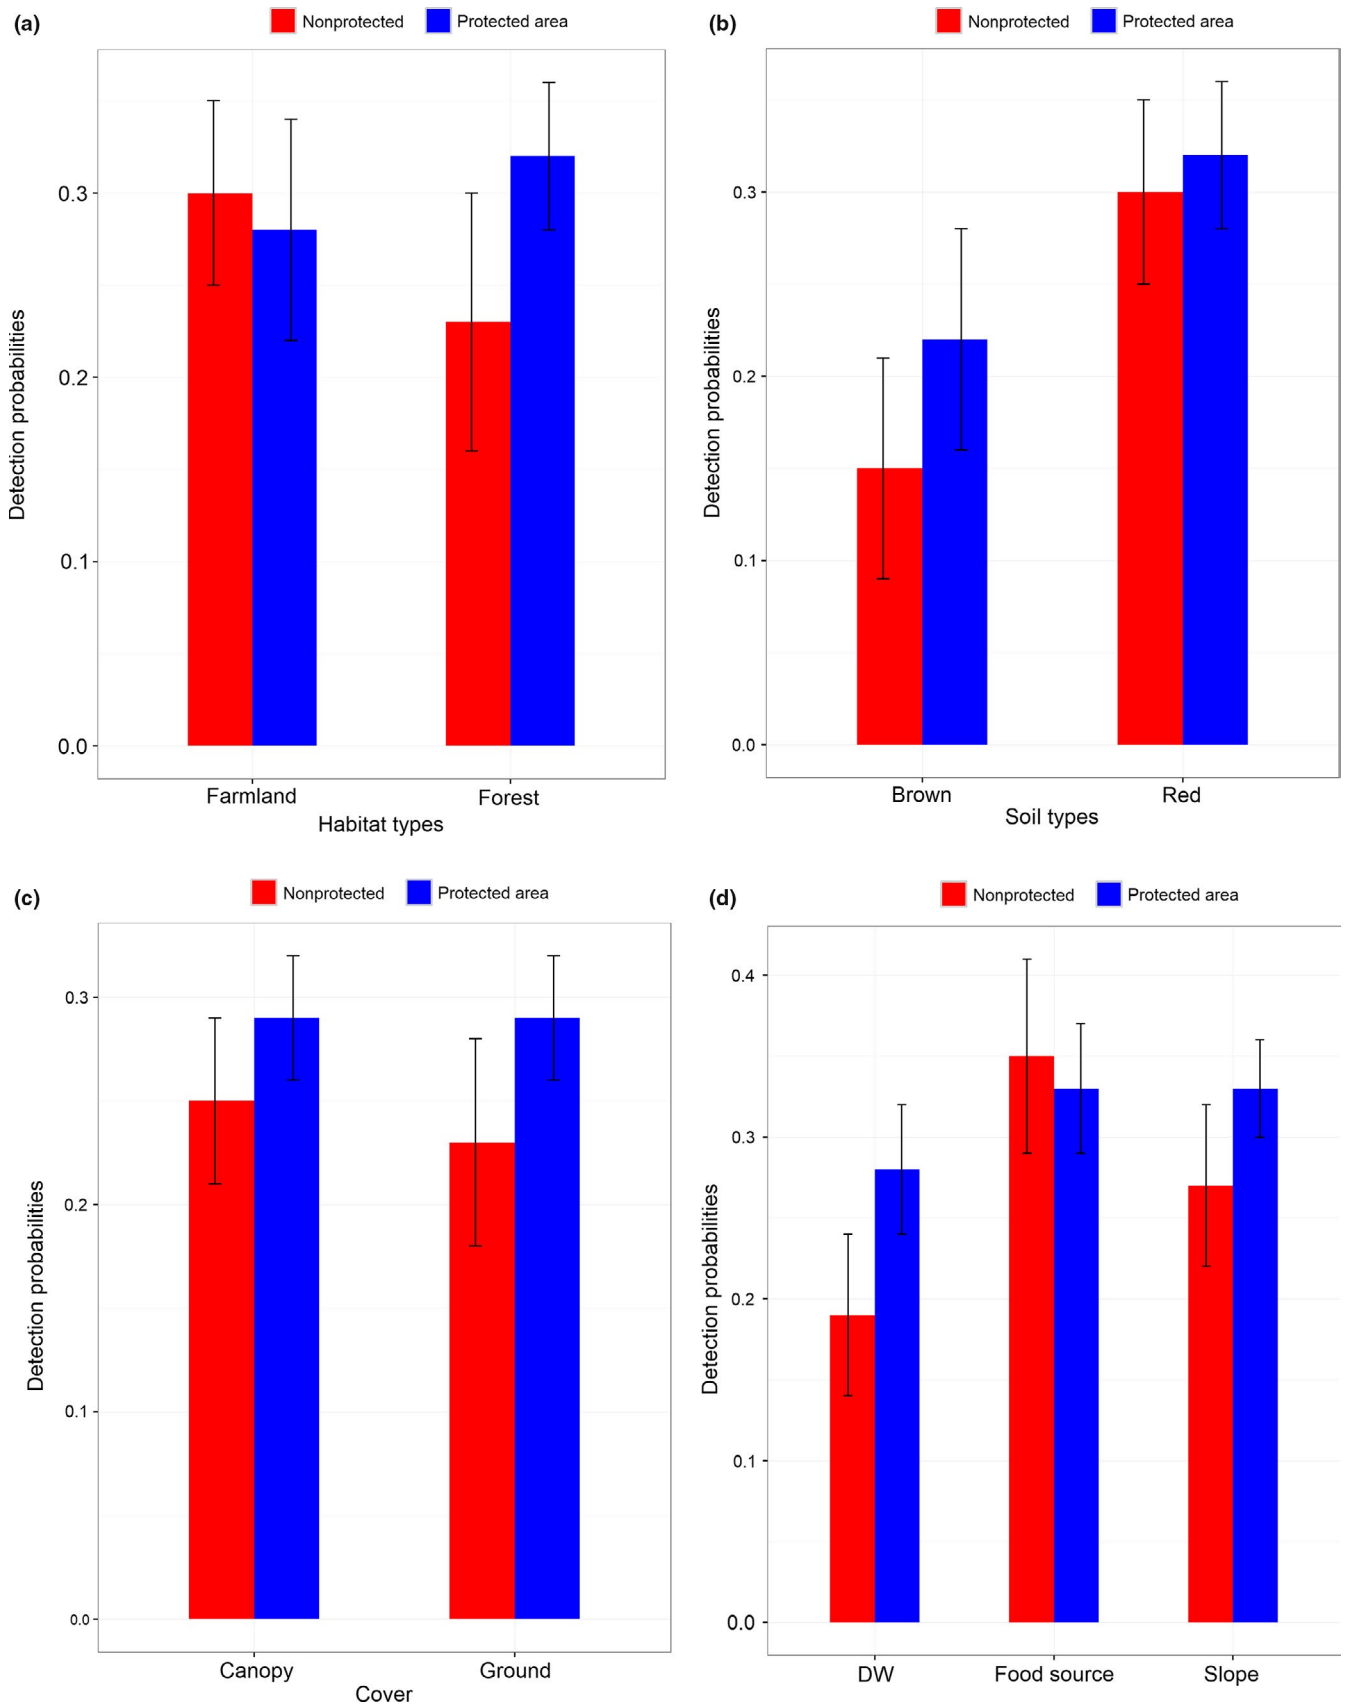 (a)
Nonprotected Protected area
Detection probabilities
0.3
0.2
0.1
0.0
Farmland Forest
Habitat types
(b)
Nonprotected Protected area
Detection probabilities
0.3
0.2
0.1
0.0
Brown Red
Soil types
(c)
Nonprotected Protected area
Detection probabilities
0.3
0.2
0.1
0.0
Canopy Ground
Cover
(d)
Nonprotected Protected area
Detection probabilities
0.4
0.3
0.2
0.1
0.0
DW Food source Slope